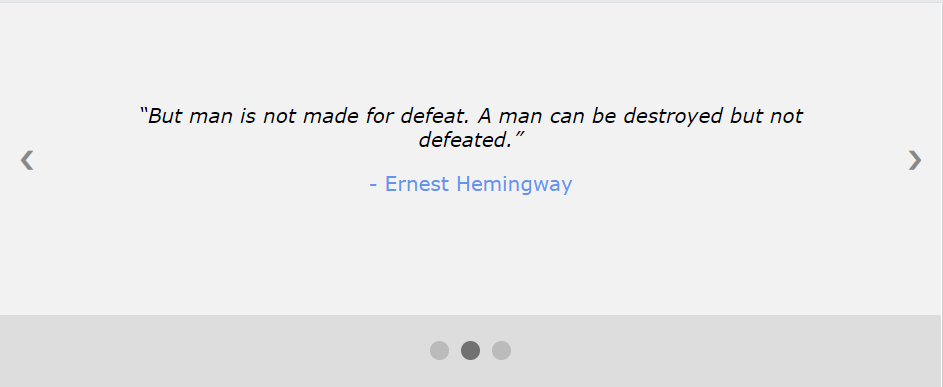 “But man is not made for defeat. A man can be destroyed but not
defeated.”
- Ernest Hemingway